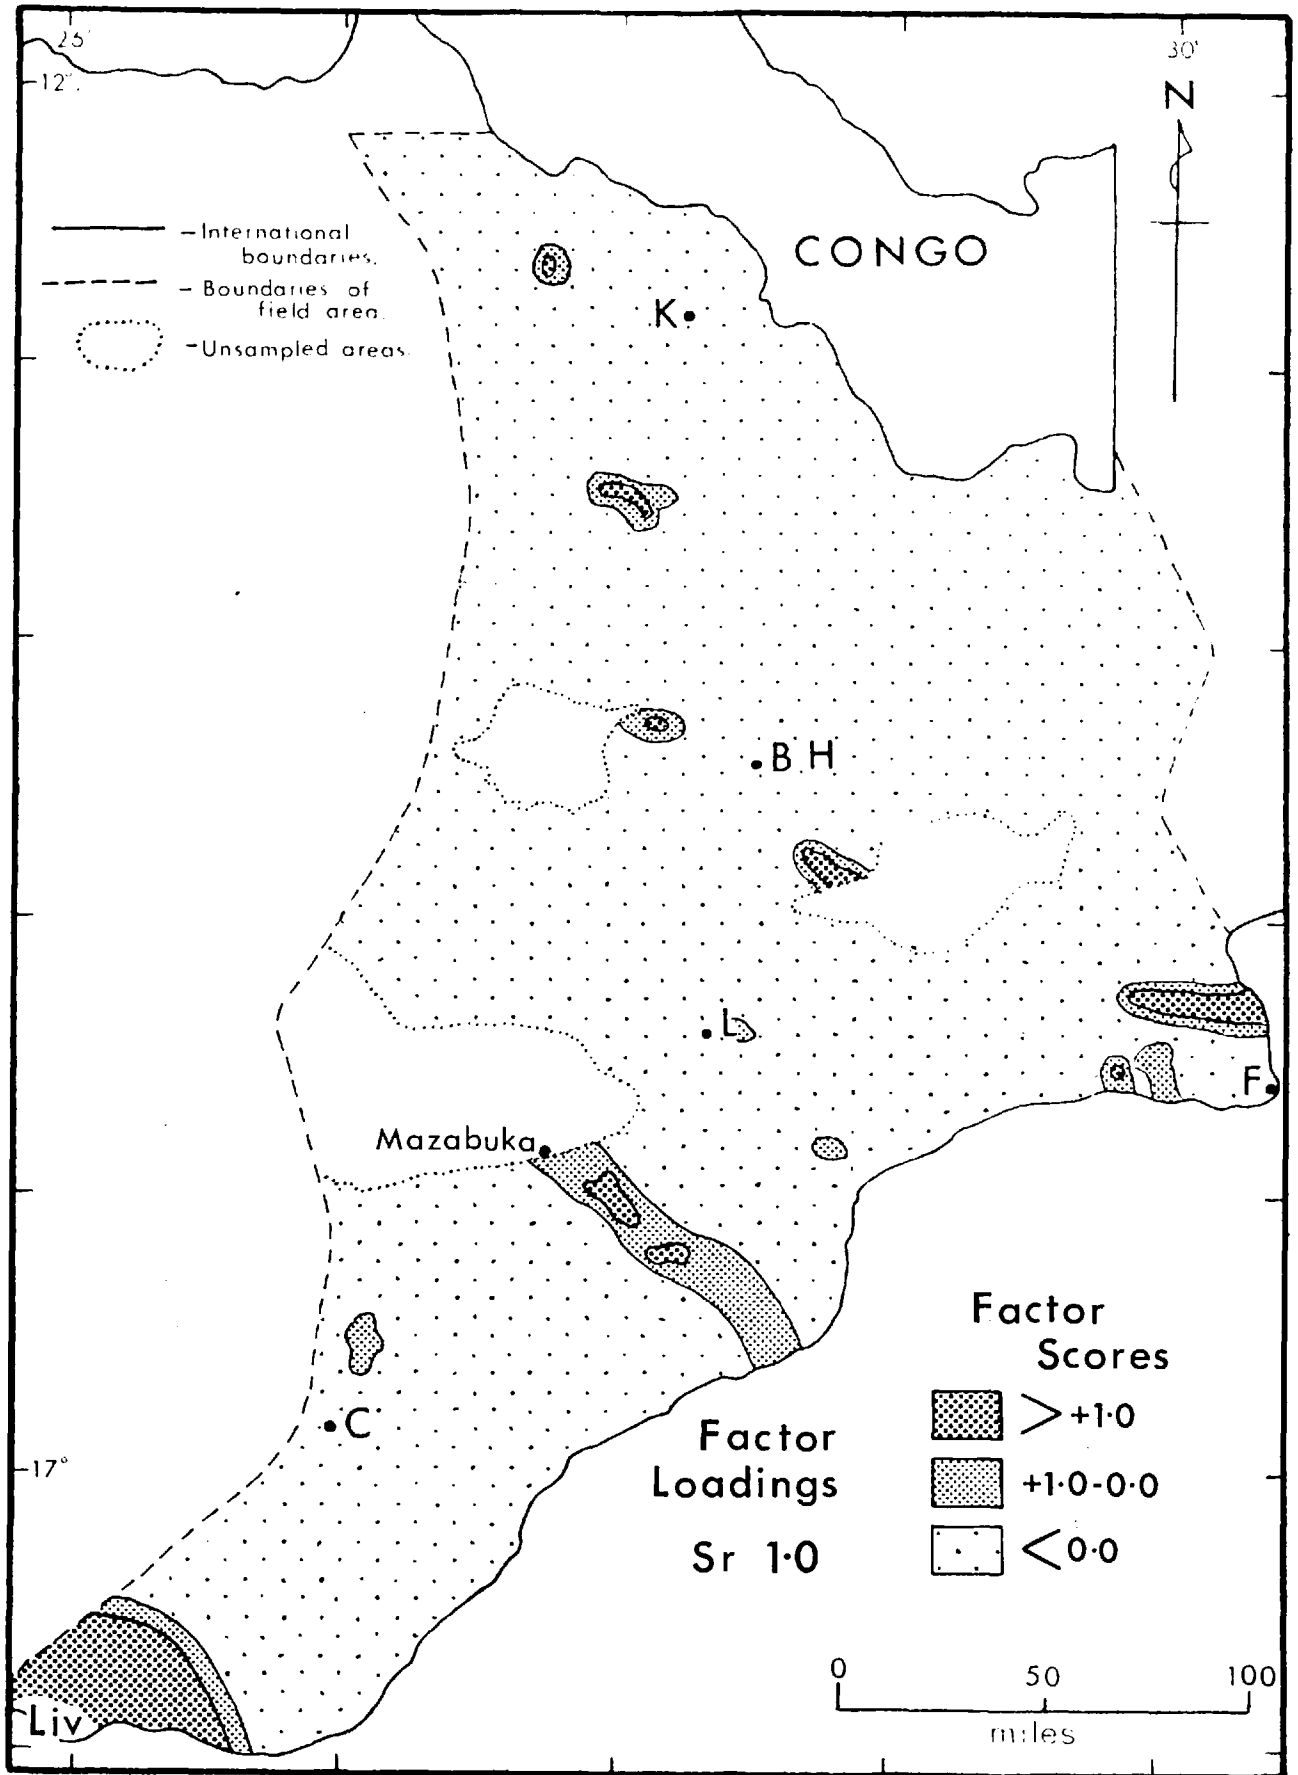 25°
30'
12°
N
—International
boundaries.
CONGO
– Boundaries of
field area.
K
-Unsampled areas.
B H
L
F
Mazabuka
Factor
Scores
>+1·0
C
Factor
Loadings
+1·0-0·0
17°
Sr 1·0
<0·0
0 50 100
miles
Liv